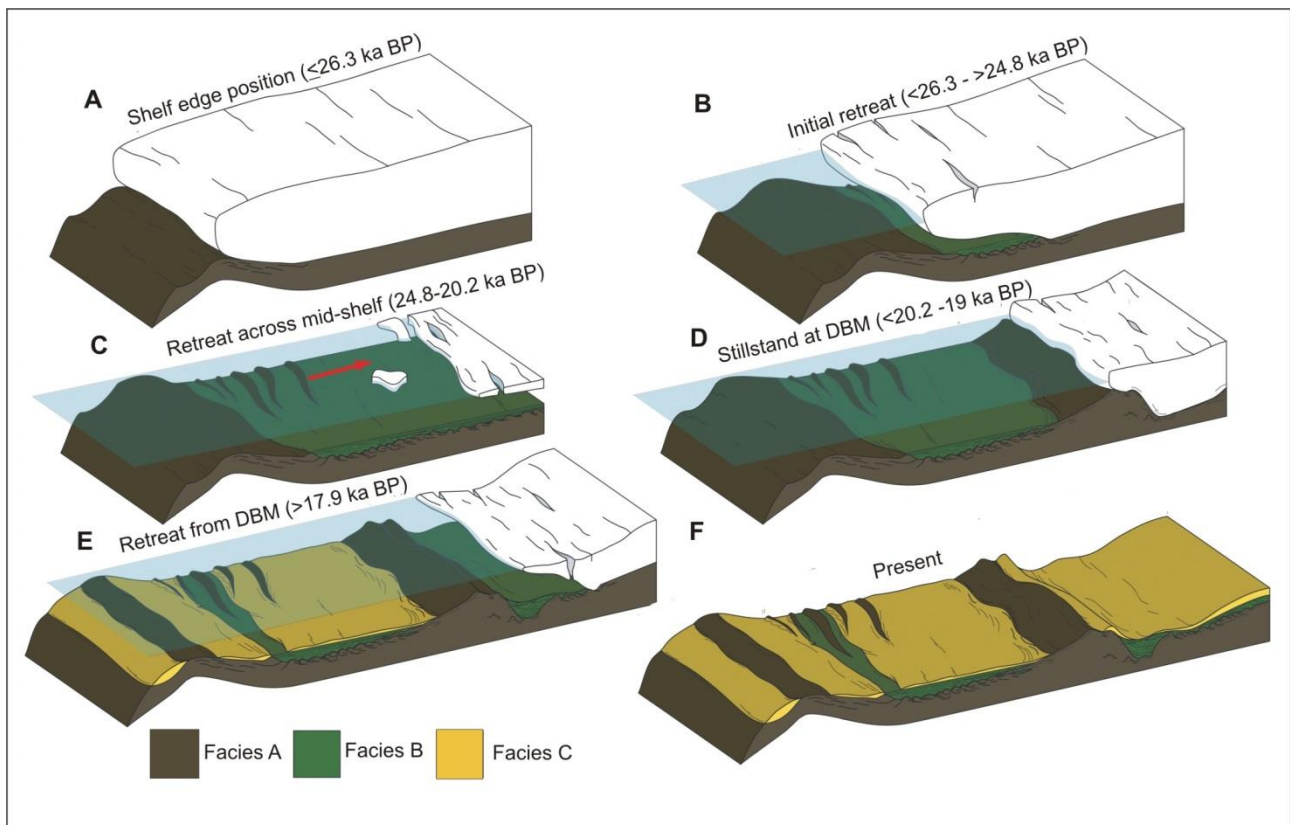 A
Shelf edge position (≤26.3 ka BP)
B
Initial retreat (<26.3 - >24.8 ka BP)
C
Retreat across mid-shelf (24.8-20.2 ka BP)
D
Stillstand at DBM (<20.2 -19 ka BP)
E
Retreat from DBM (>17.9 ka BP)
F
Present
Facies A
Facies B
Facies C